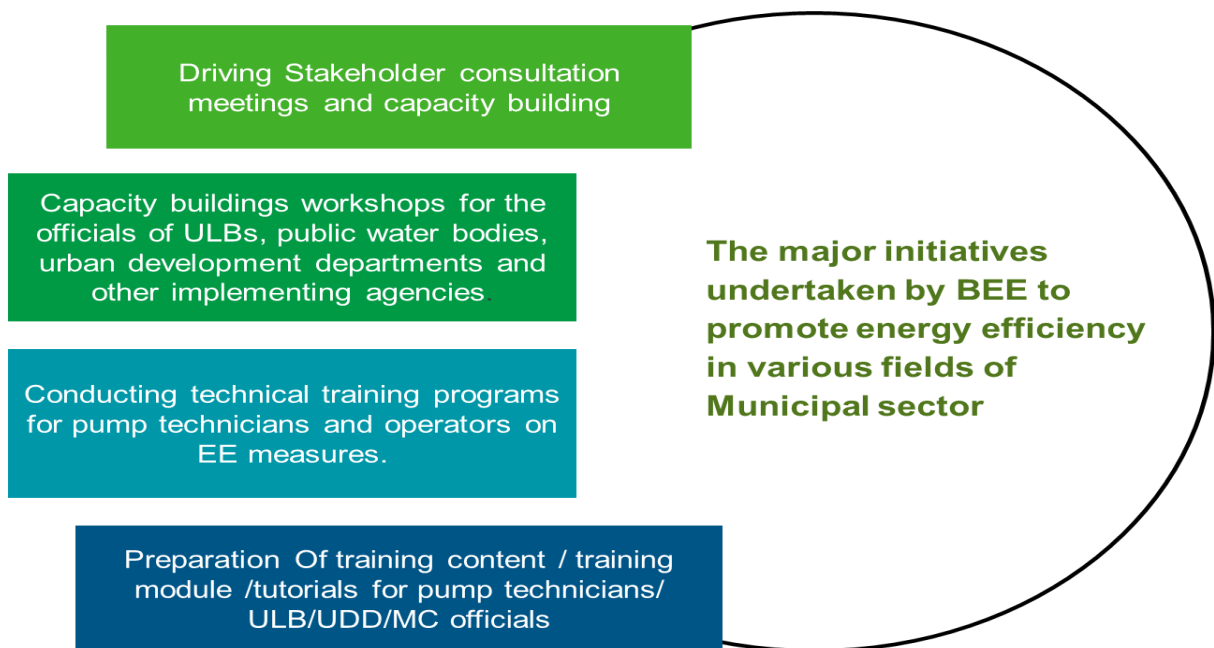 Driving Stakeholder consultation
meetings and capacity building
Capacity buildings workshops for the
officials of ULBs, public water bodies,
urban development departments and
other implementing agencies.
Conducting technical training programs
for pump technicians and operators on
EE measures.
Preparation Of training content / training
module /tutorials for pump technicians/
ULB/UDD/MC officials
The major initiatives
undertaken by BEE to
promote energy efficiency
in various fields of
Municipal sector